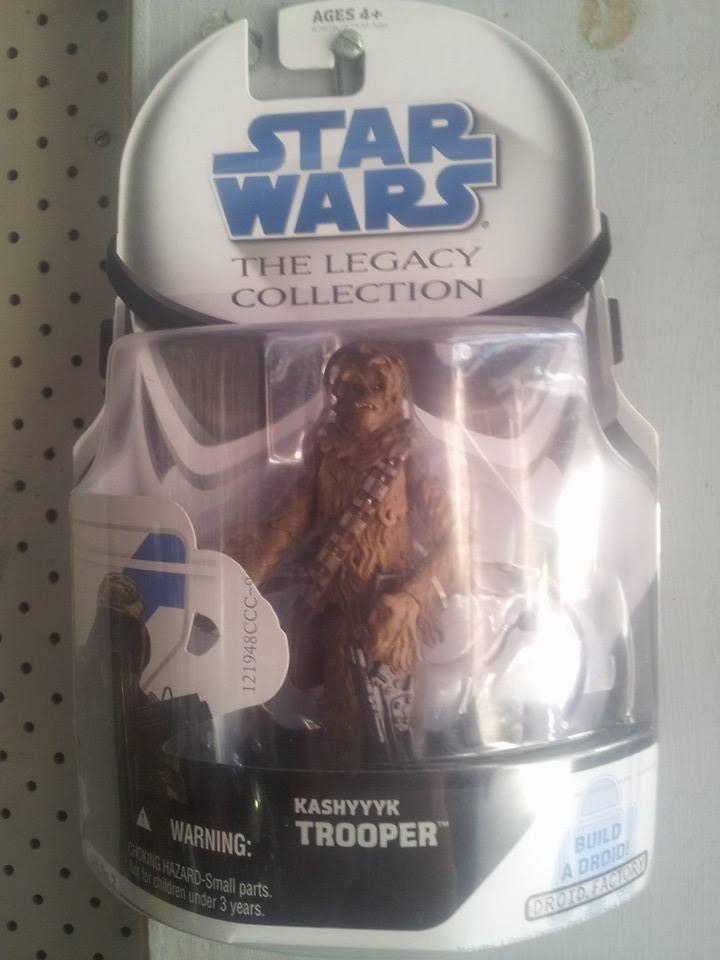 AGES 4+
STAR
WARS
THE LEGACY
COLLECTION
121948CCC-
KASHYYYK
TROOPER™
WARNING:
CHOKING HAZARD-Small parts.
Not for children under 3 years.
BUILD
A DROID!
DROID FACTORY